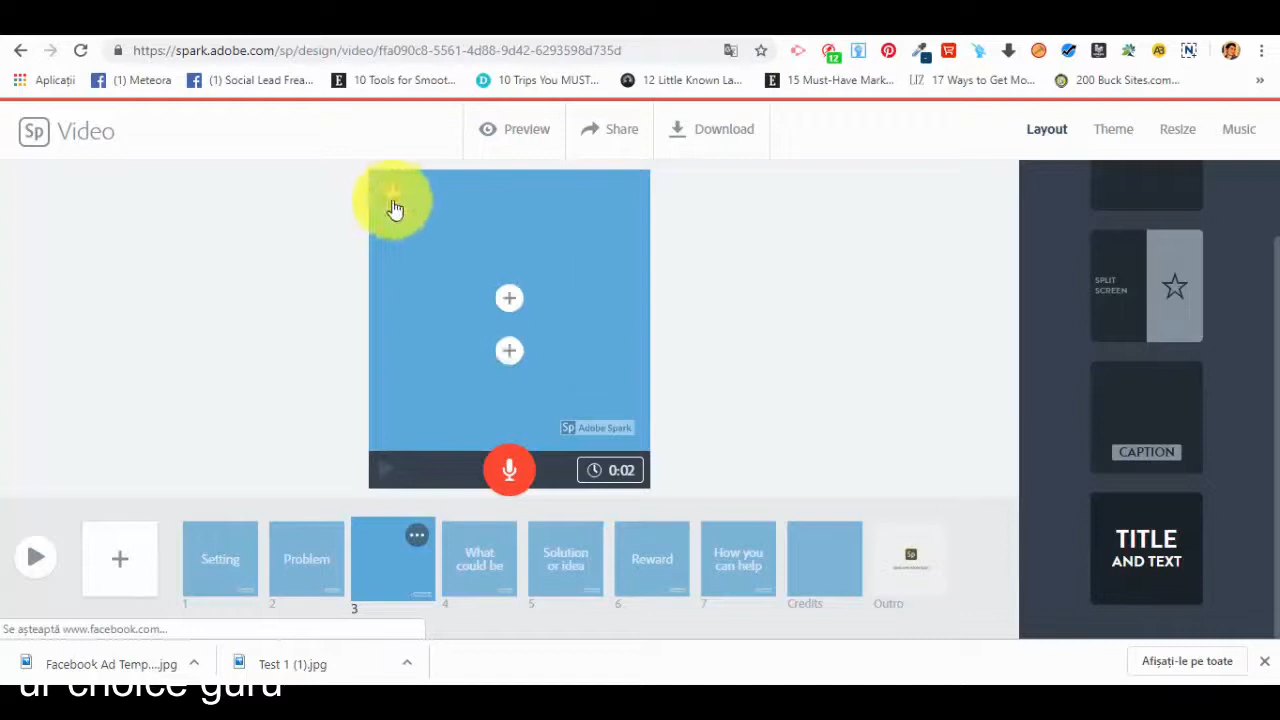 https://spark.adobe.com/sp/design/video/ffa090c8-5561-4d88-9d42-6293598d735d
12
Aplicații
(1) Meteora
(1) Social Lead Frea...
E
10 Tools for Smoot...
D
10 Trips You MUST...
12 Little Known La...
E
15 Must-Have Mark...
17 Ways to Get Mo...
200 Buck Sites.com...
»
Sp Video
Preview
Share
Download
Layout
Theme
Resize
Music
SPLIT
SCREEN
Sp Adobe Spark
CAPTION
0:02
TITLE
AND TEXT
Setting
Problem
What
could be
Solution
or idea
Reward
How you
can help
Sp
1
2
3
4
5
6
7
Credits
Outro
Se așteaptă www.facebook.com...
Facebook Ad Temp....jpg
Test 1 (1).jpg
Afișați-le pe toate
ur choice guru